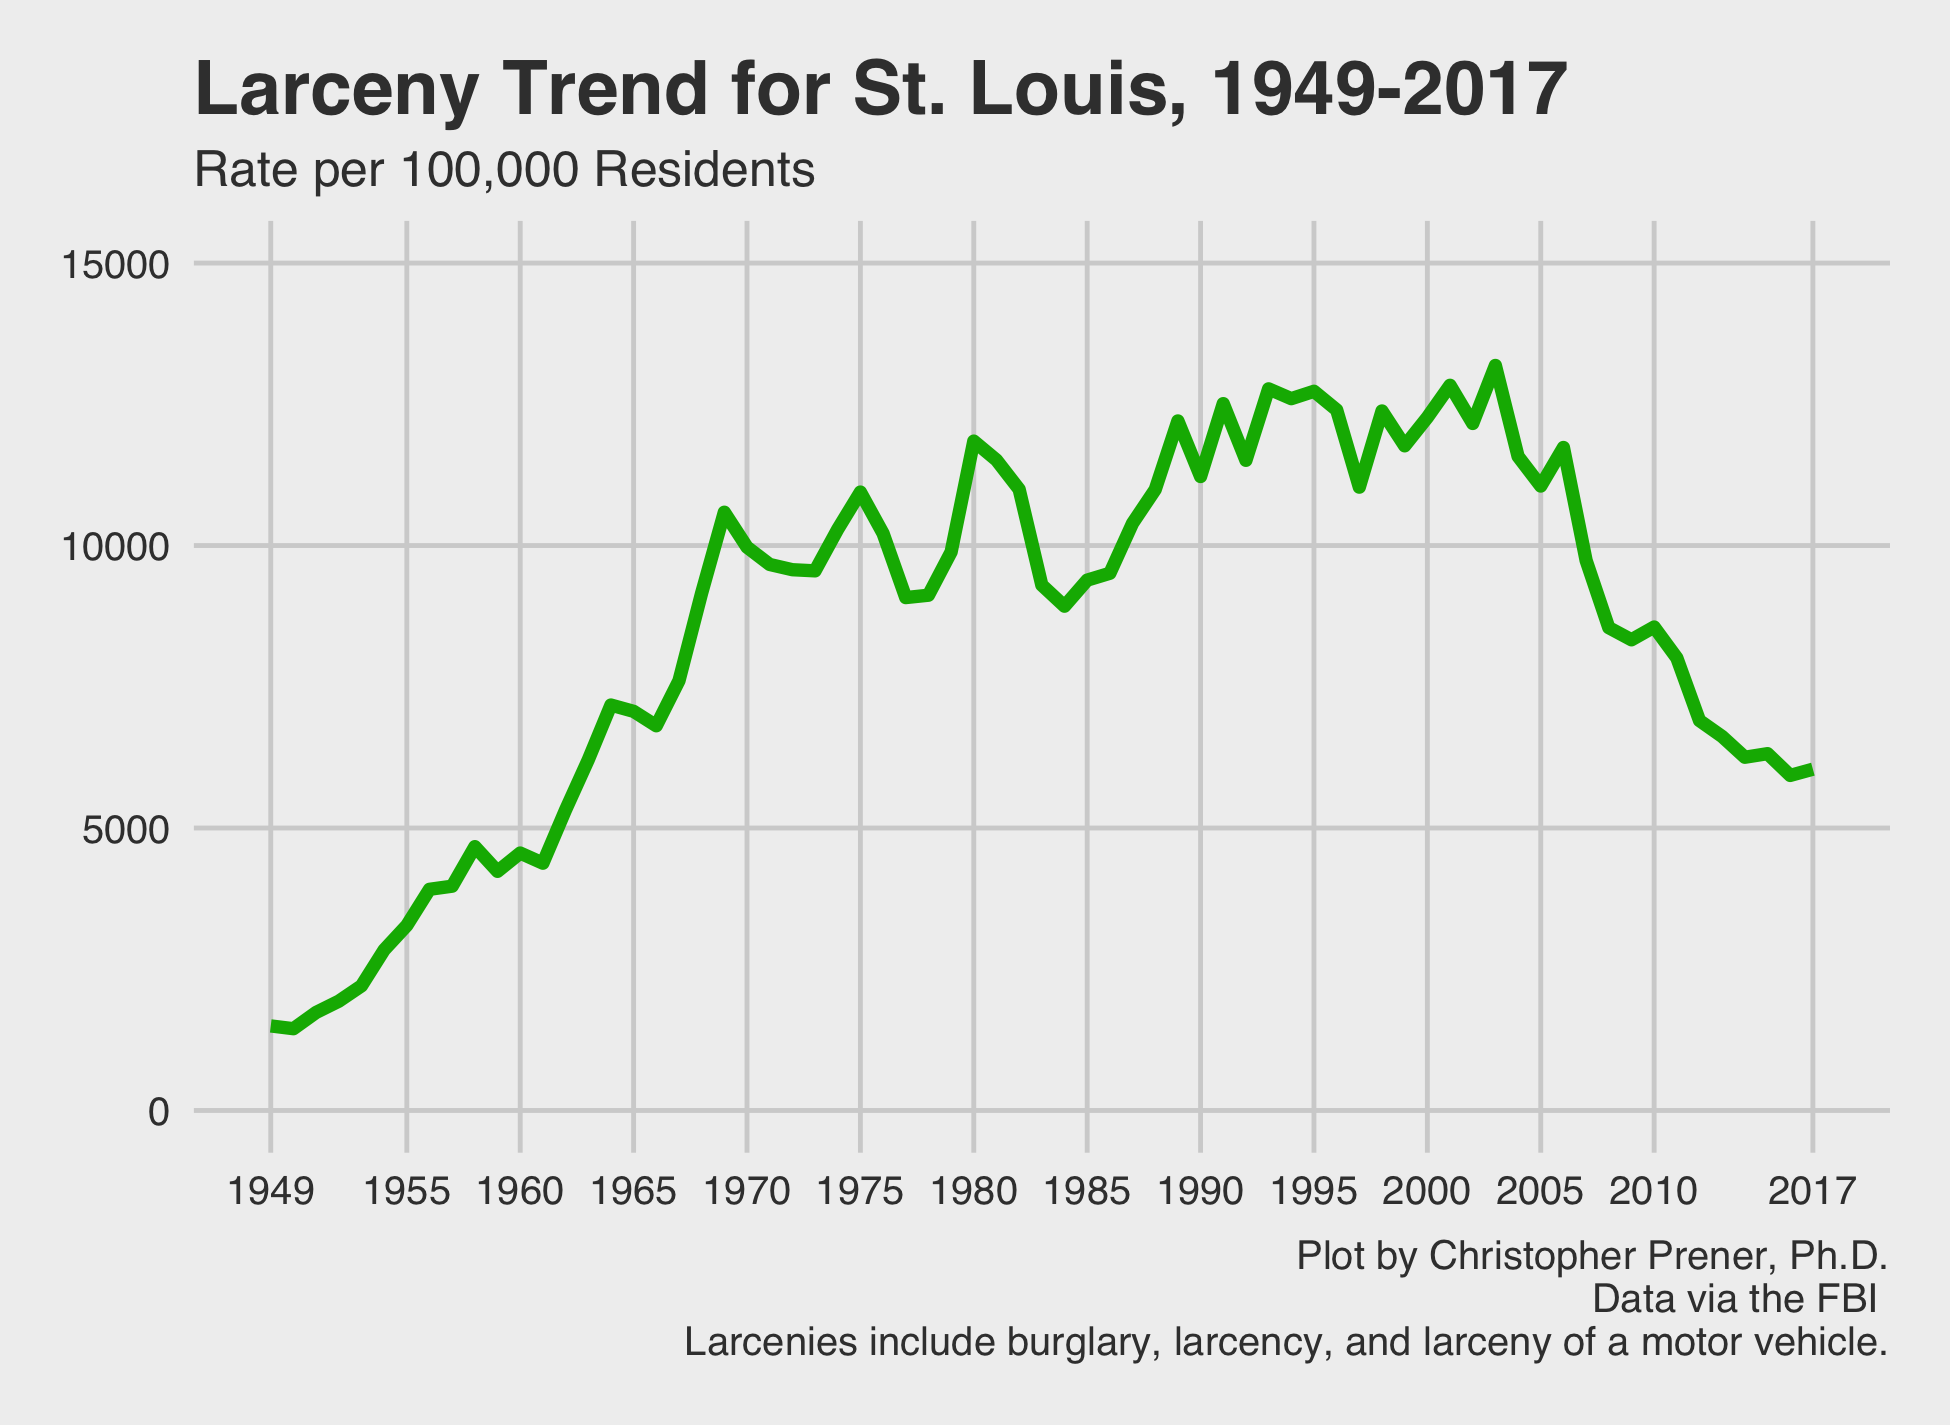 Larceny Trend for St. Louis, 1949-2017
Rate per 100,000 Residents
15000
10000
5000
0
1949 1955 1960 1965 1970 1975 1980 1985 1990 1995 2000 2005 2010 2017
Plot by Christopher Prener, Ph.D.
Data via the FBI
Larcenies include burglary, larcency, and larceny of a motor vehicle.